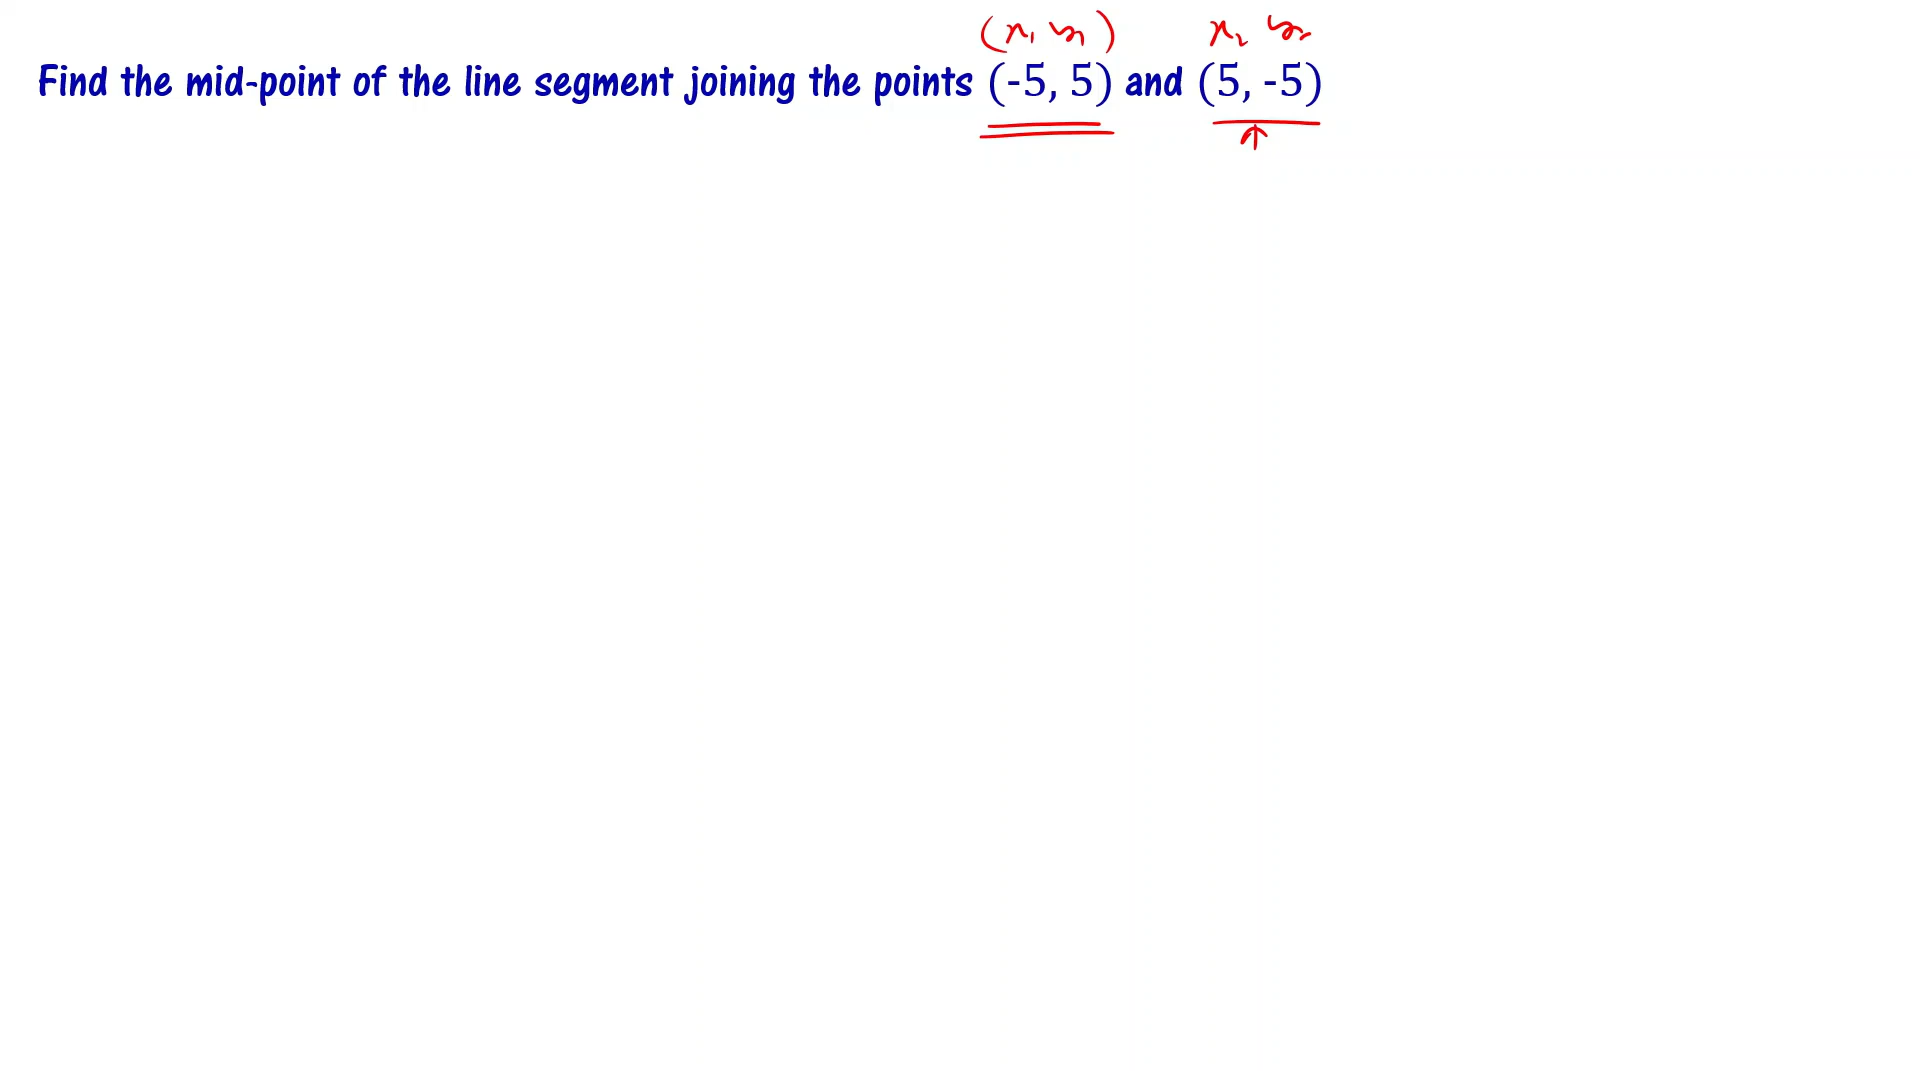 (x₁ y₁) x₂ y₂
Find the mid-point of the line segment joining the points (-5, 5) and (5, -5)